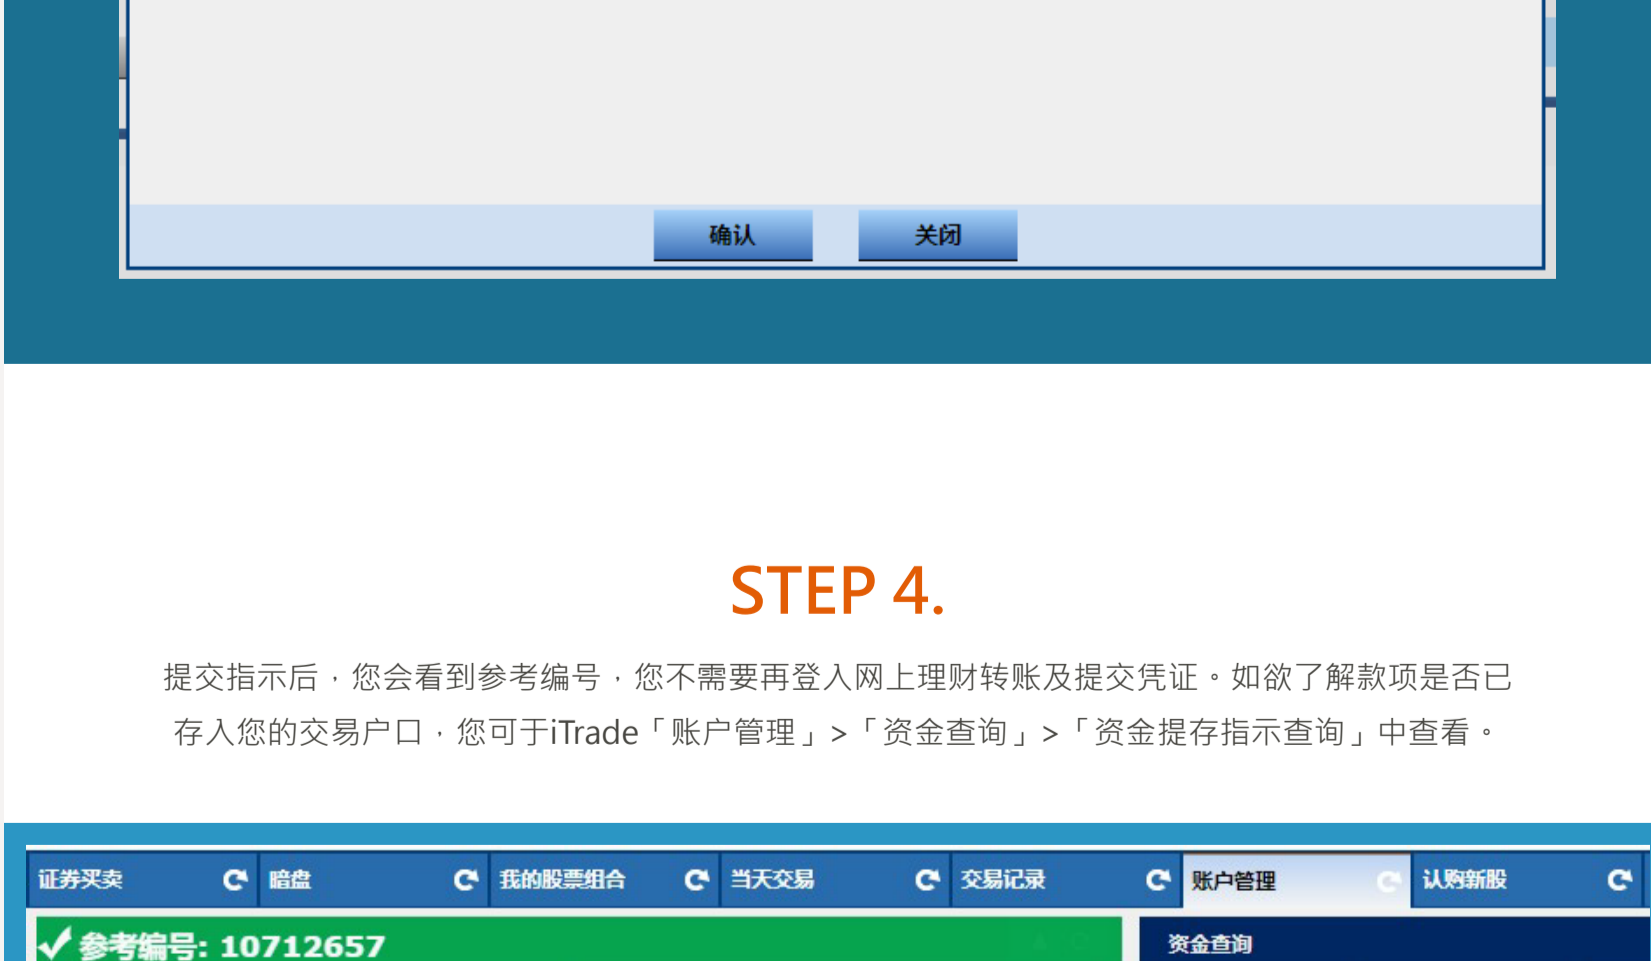 确认
关闭
STEP 4.
提交指示后，您会看到参考编号，您不需要再登入网上理财转账及提交凭证。如欲了解款项是否已
存入您的交易户口，您可于iTrade「账户管理」>「资金查询」>「资金提存指示查询」中查看。
证券买卖
暗盘
我的股票组合
当天交易
交易记录
账户管理
认购新股
参考编号: 10712657
资金查询